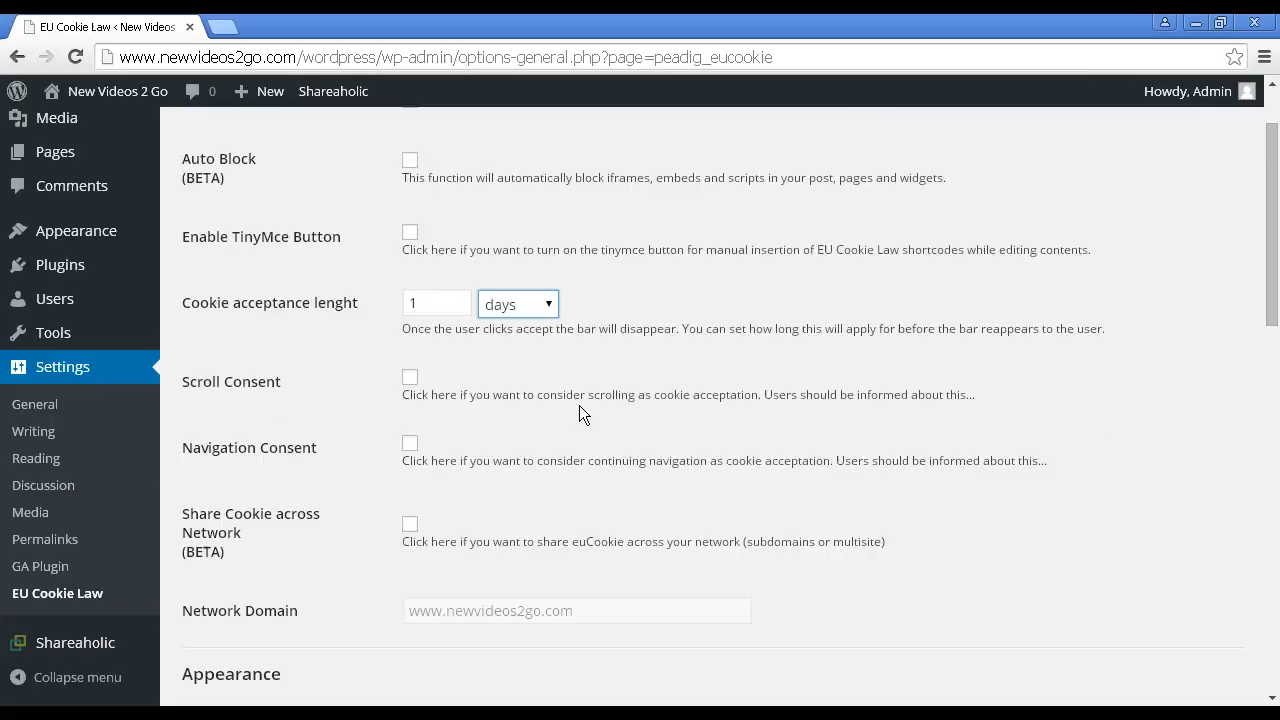 EU Cookie Law ‹ New Videos
www.newvideos2go.com/wordpress/wp-admin/options-general.php?page=peadig_eucookie
New Videos 2 Go 0 New Shareaholic Howdy, Admin
Media
Pages
Comments
Appearance
Plugins
Users
Tools
Settings
General
Writing
Reading
Discussion
Media
Permalinks
GA Plugin
EU Cookie Law
Shareaholic
Collapse menu
Auto Block
(BETA)
This function will automatically block iframes, embeds and scripts in your post, pages and widgets.
Enable TinyMce Button
Click here if you want to turn on the tinymce button for manual insertion of EU Cookie Law shortcodes while editing contents.
Cookie acceptance lenght 1 days
Once the user clicks accept the bar will disappear. You can set how long this will apply for before the bar reappears to the user.
Scroll Consent
Click here if you want to consider scrolling as cookie acceptation. Users should be informed about this...
Navigation Consent
Click here if you want to consider continuing navigation as cookie acceptation. Users should be informed about this...
Share Cookie across
Network
(BETA)
Click here if you want to share euCookie across your network (subdomains or multisite)
Network Domain www.newvideos2go.com
Appearance